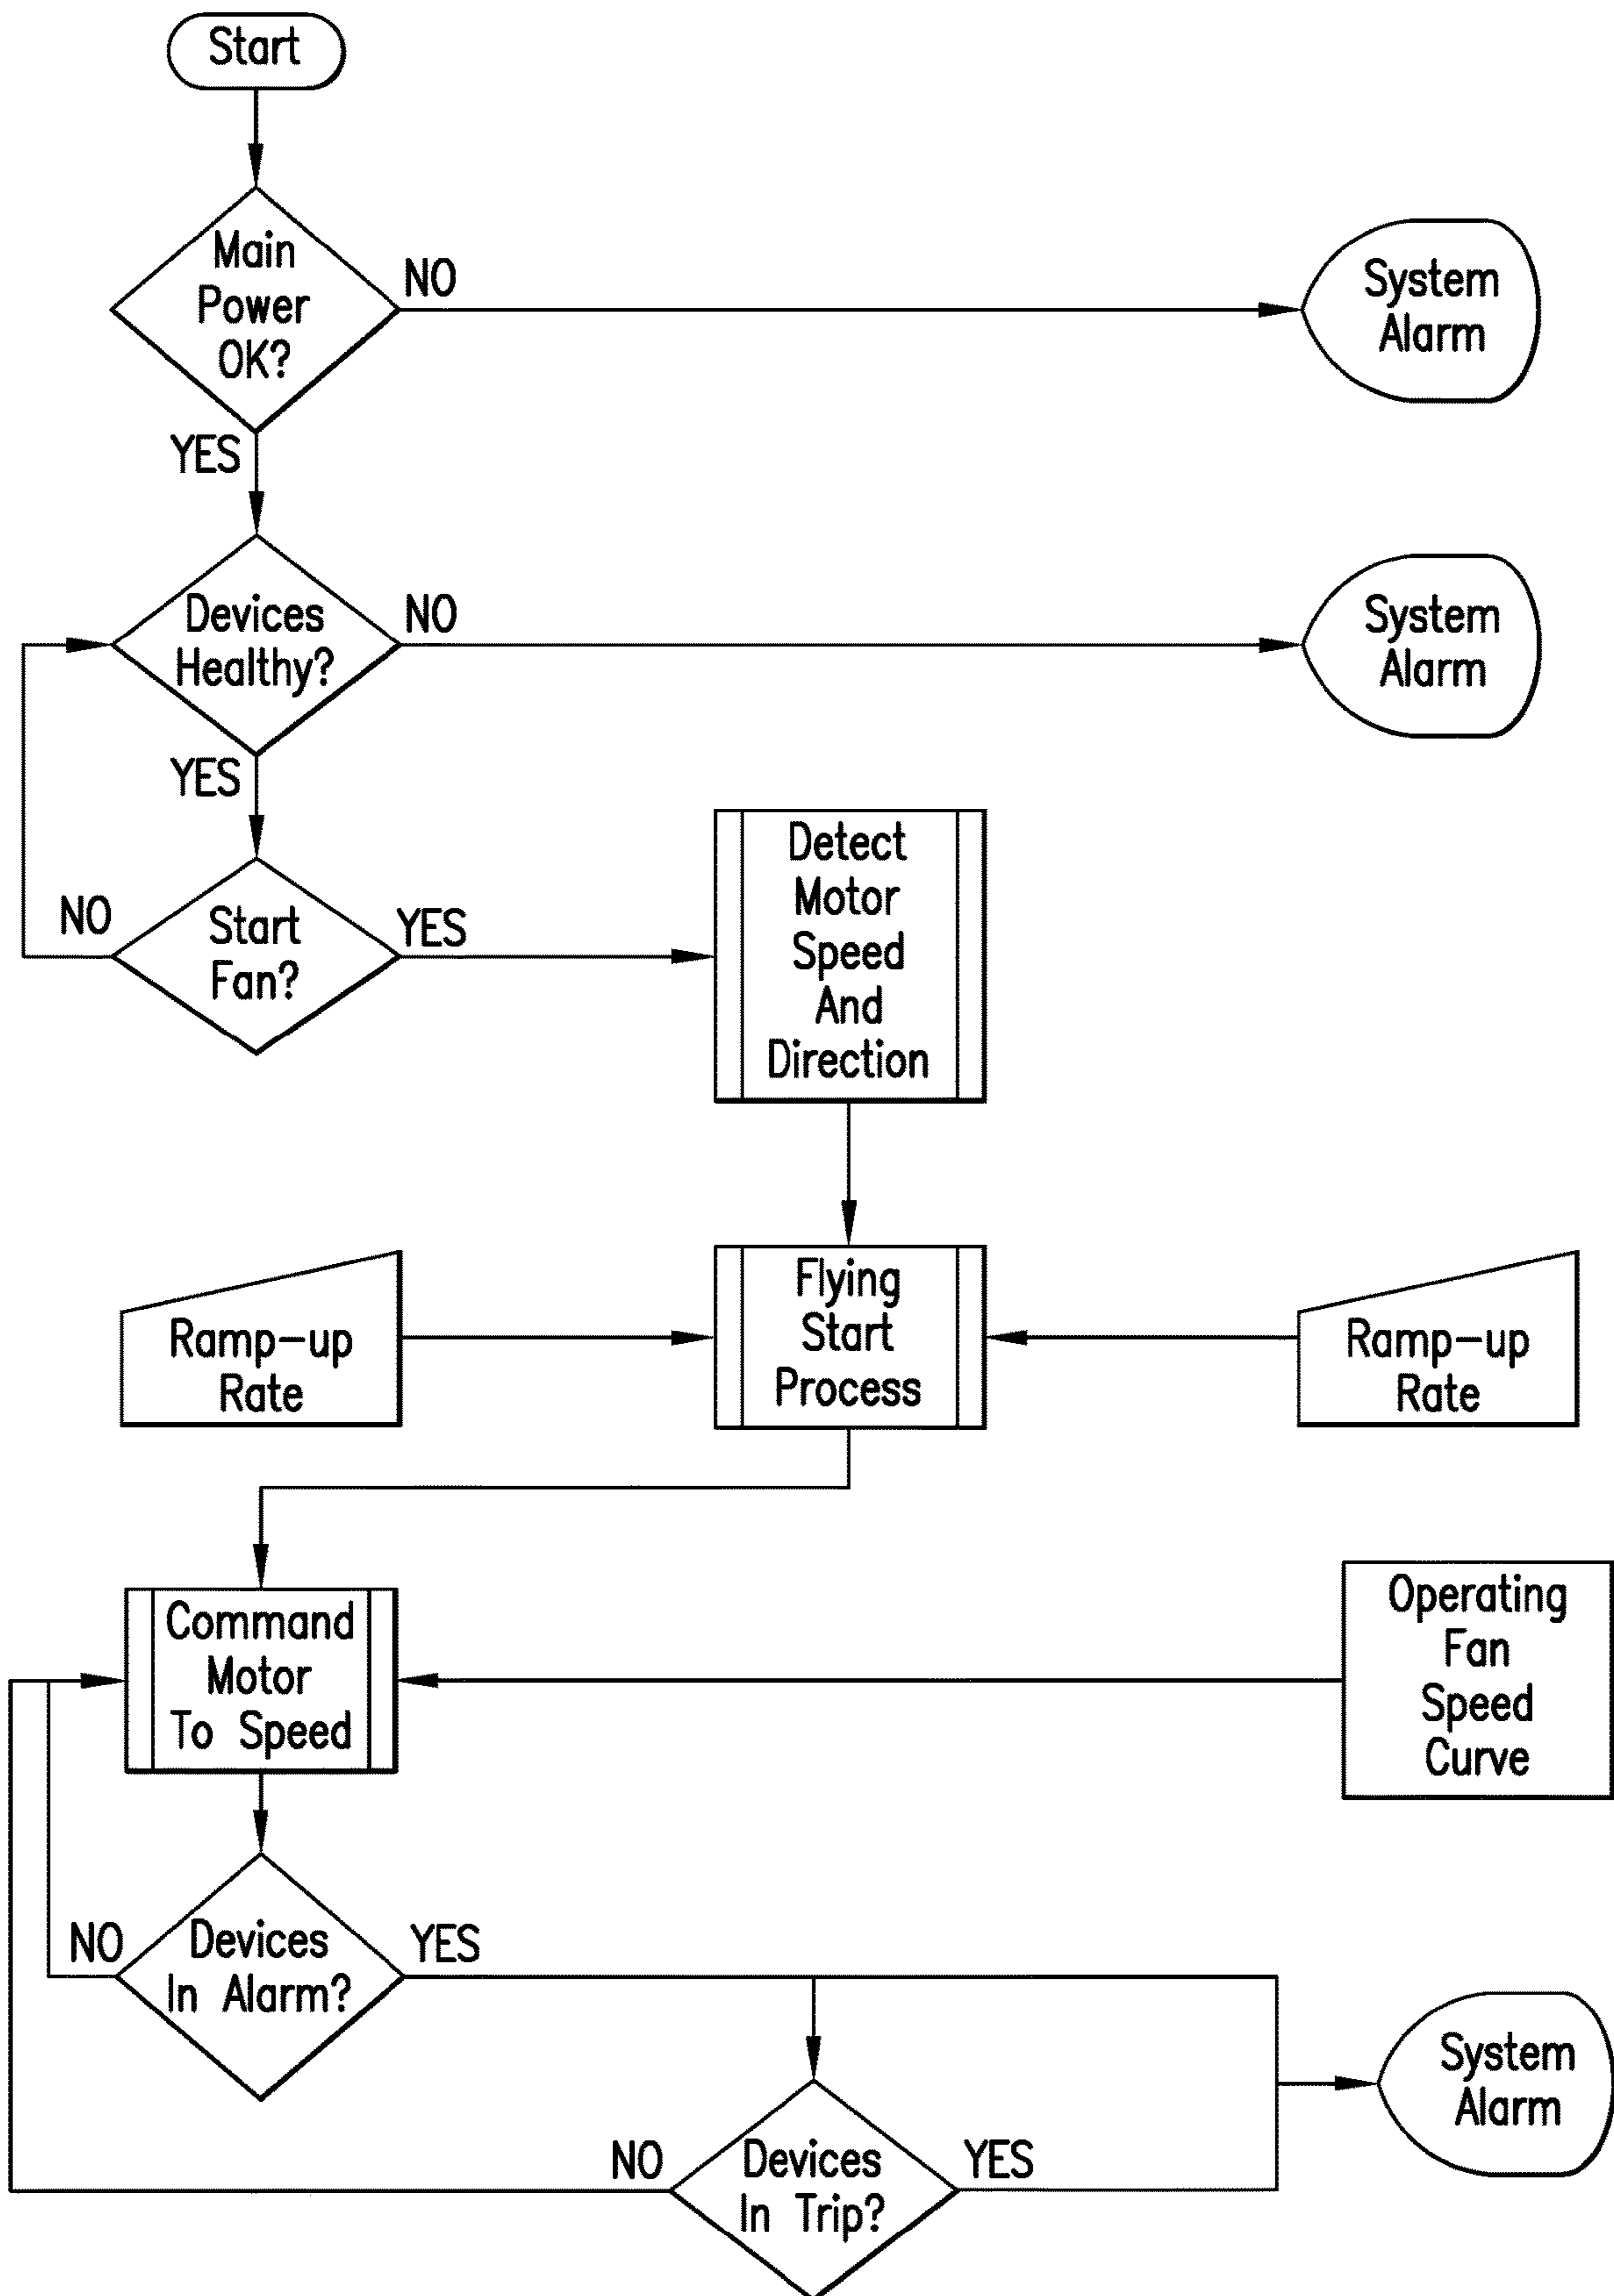 Start
Main
Power
OK?
NO
System
Alarm
YES
Devices
Healthy?
NO
System
Alarm
YES
Start
Fan?
NO
YES
Detect
Motor
Speed
And
Direction
Ramp-up
Rate
Flying
Start
Process
Ramp-up
Rate
Command
Motor
To Speed
Operating
Fan
Speed
Curve
NO
Devices
In Alarm?
YES
System
Alarm
NO
Devices
In Trip?
YES